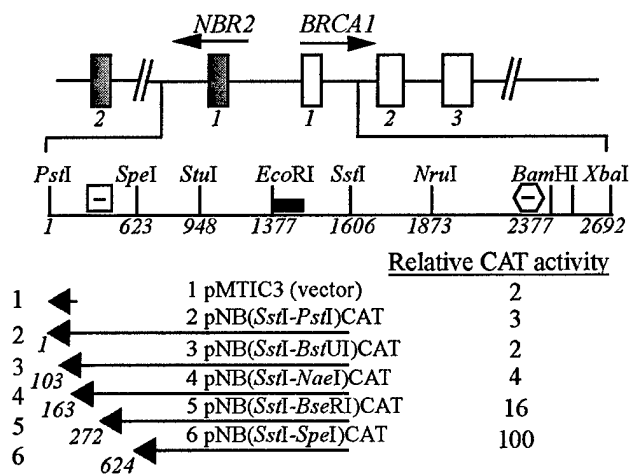 NBR2 BRCA1
2 1 1 2 3
PstI SpeI StuI EcoRI SstI NruI BamHI XbaI
− −
1 623 948 1377 1606 1873 2377 2692
Relative CAT activity
1 1 pMTIC3 (vector) 2
2 2 pNB(SstI-PstI)CAT 3
1
3 3 pNB(SstI-BstUI)CAT 2
103
4 4 pNB(SstI-NaeI)CAT 4
163
5 5 pNB(SstI-BseRI)CAT 16
272
6 6 pNB(SstI-SpeI)CAT 100
624